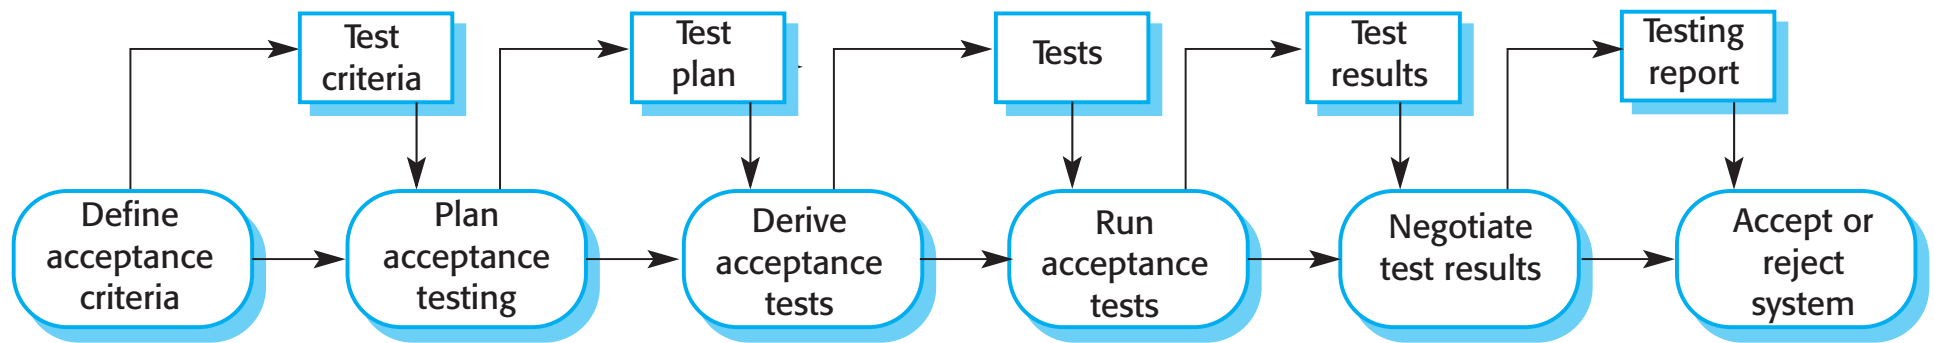 Test
criteria
Test
plan
Tests
Test
results
Testing
report
Define
acceptance
criteria
Plan
acceptance
testing
Derive
acceptance
tests
Run
acceptance
tests
Negotiate
test results
Accept or
reject
system